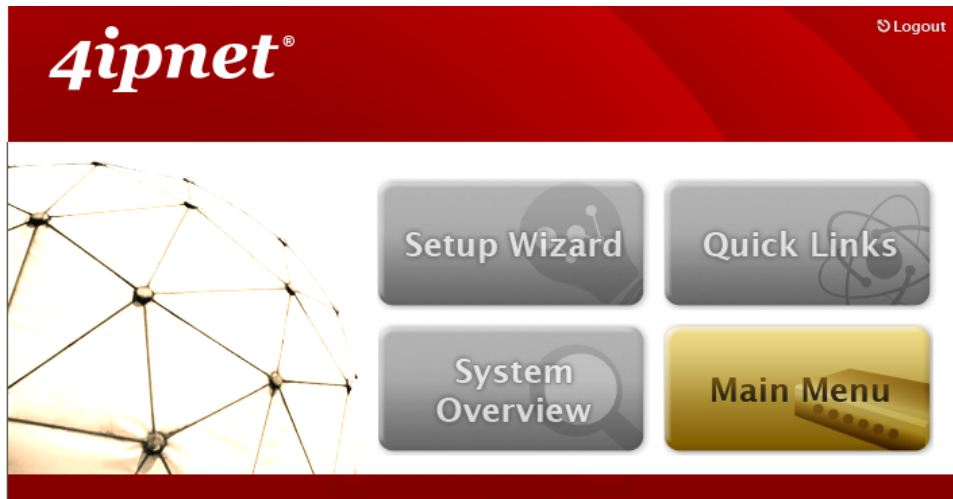 4ipnet®
Logout
Setup Wizard
Quick Links
System
Overview
Main Menu